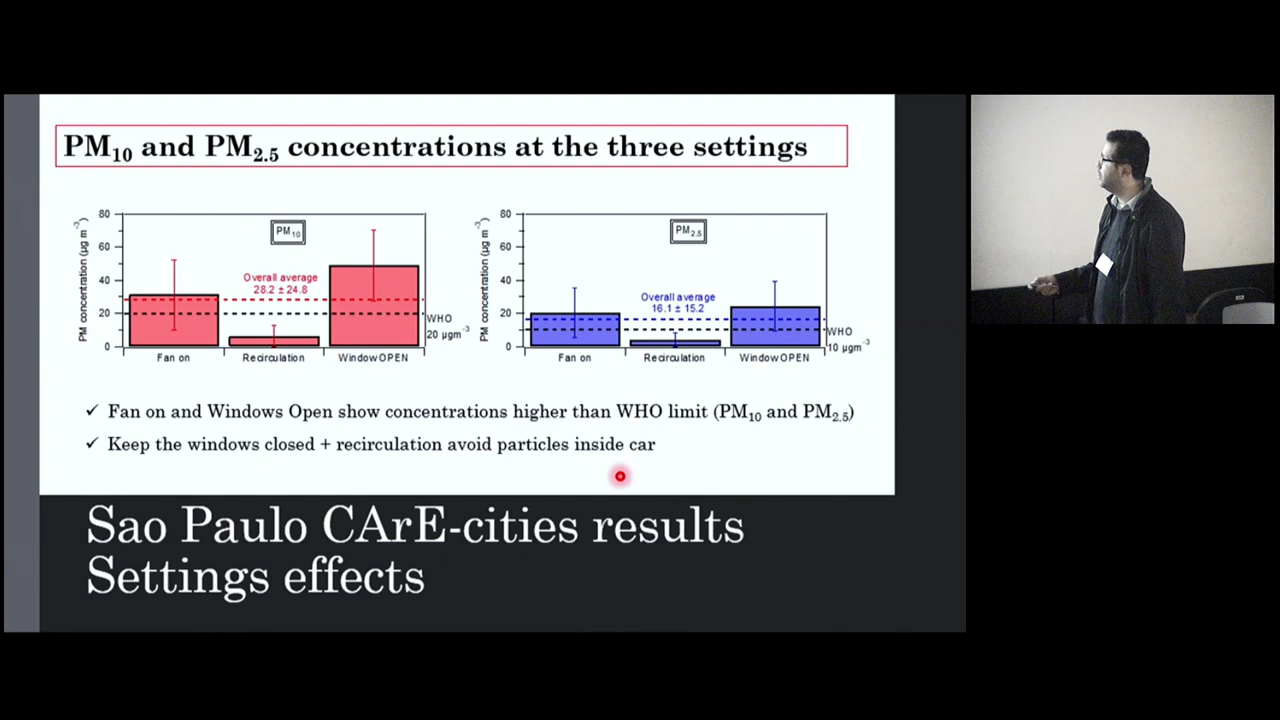 PM10 and PM2.5 concentrations at the three settings
PM concentration (µg m-3)
80
60
40
20
0
PM10
Overall average
28.2 ± 24.8
WHO
20 µgm-3
Fan on
Recirculation
Window OPEN
PM concentration (µg m-3)
80
60
40
20
0
PM2.5
Overall average
16.1 ± 15.2
WHO
10 µgm-3
Fan on
Recirculation
Window OPEN
✓ Fan on and Windows Open show concentrations higher than WHO limit (PM10 and PM2.5)
✓ Keep the windows closed + recirculation avoid particles inside car
Sao Paulo CArE-cities results
Settings effects